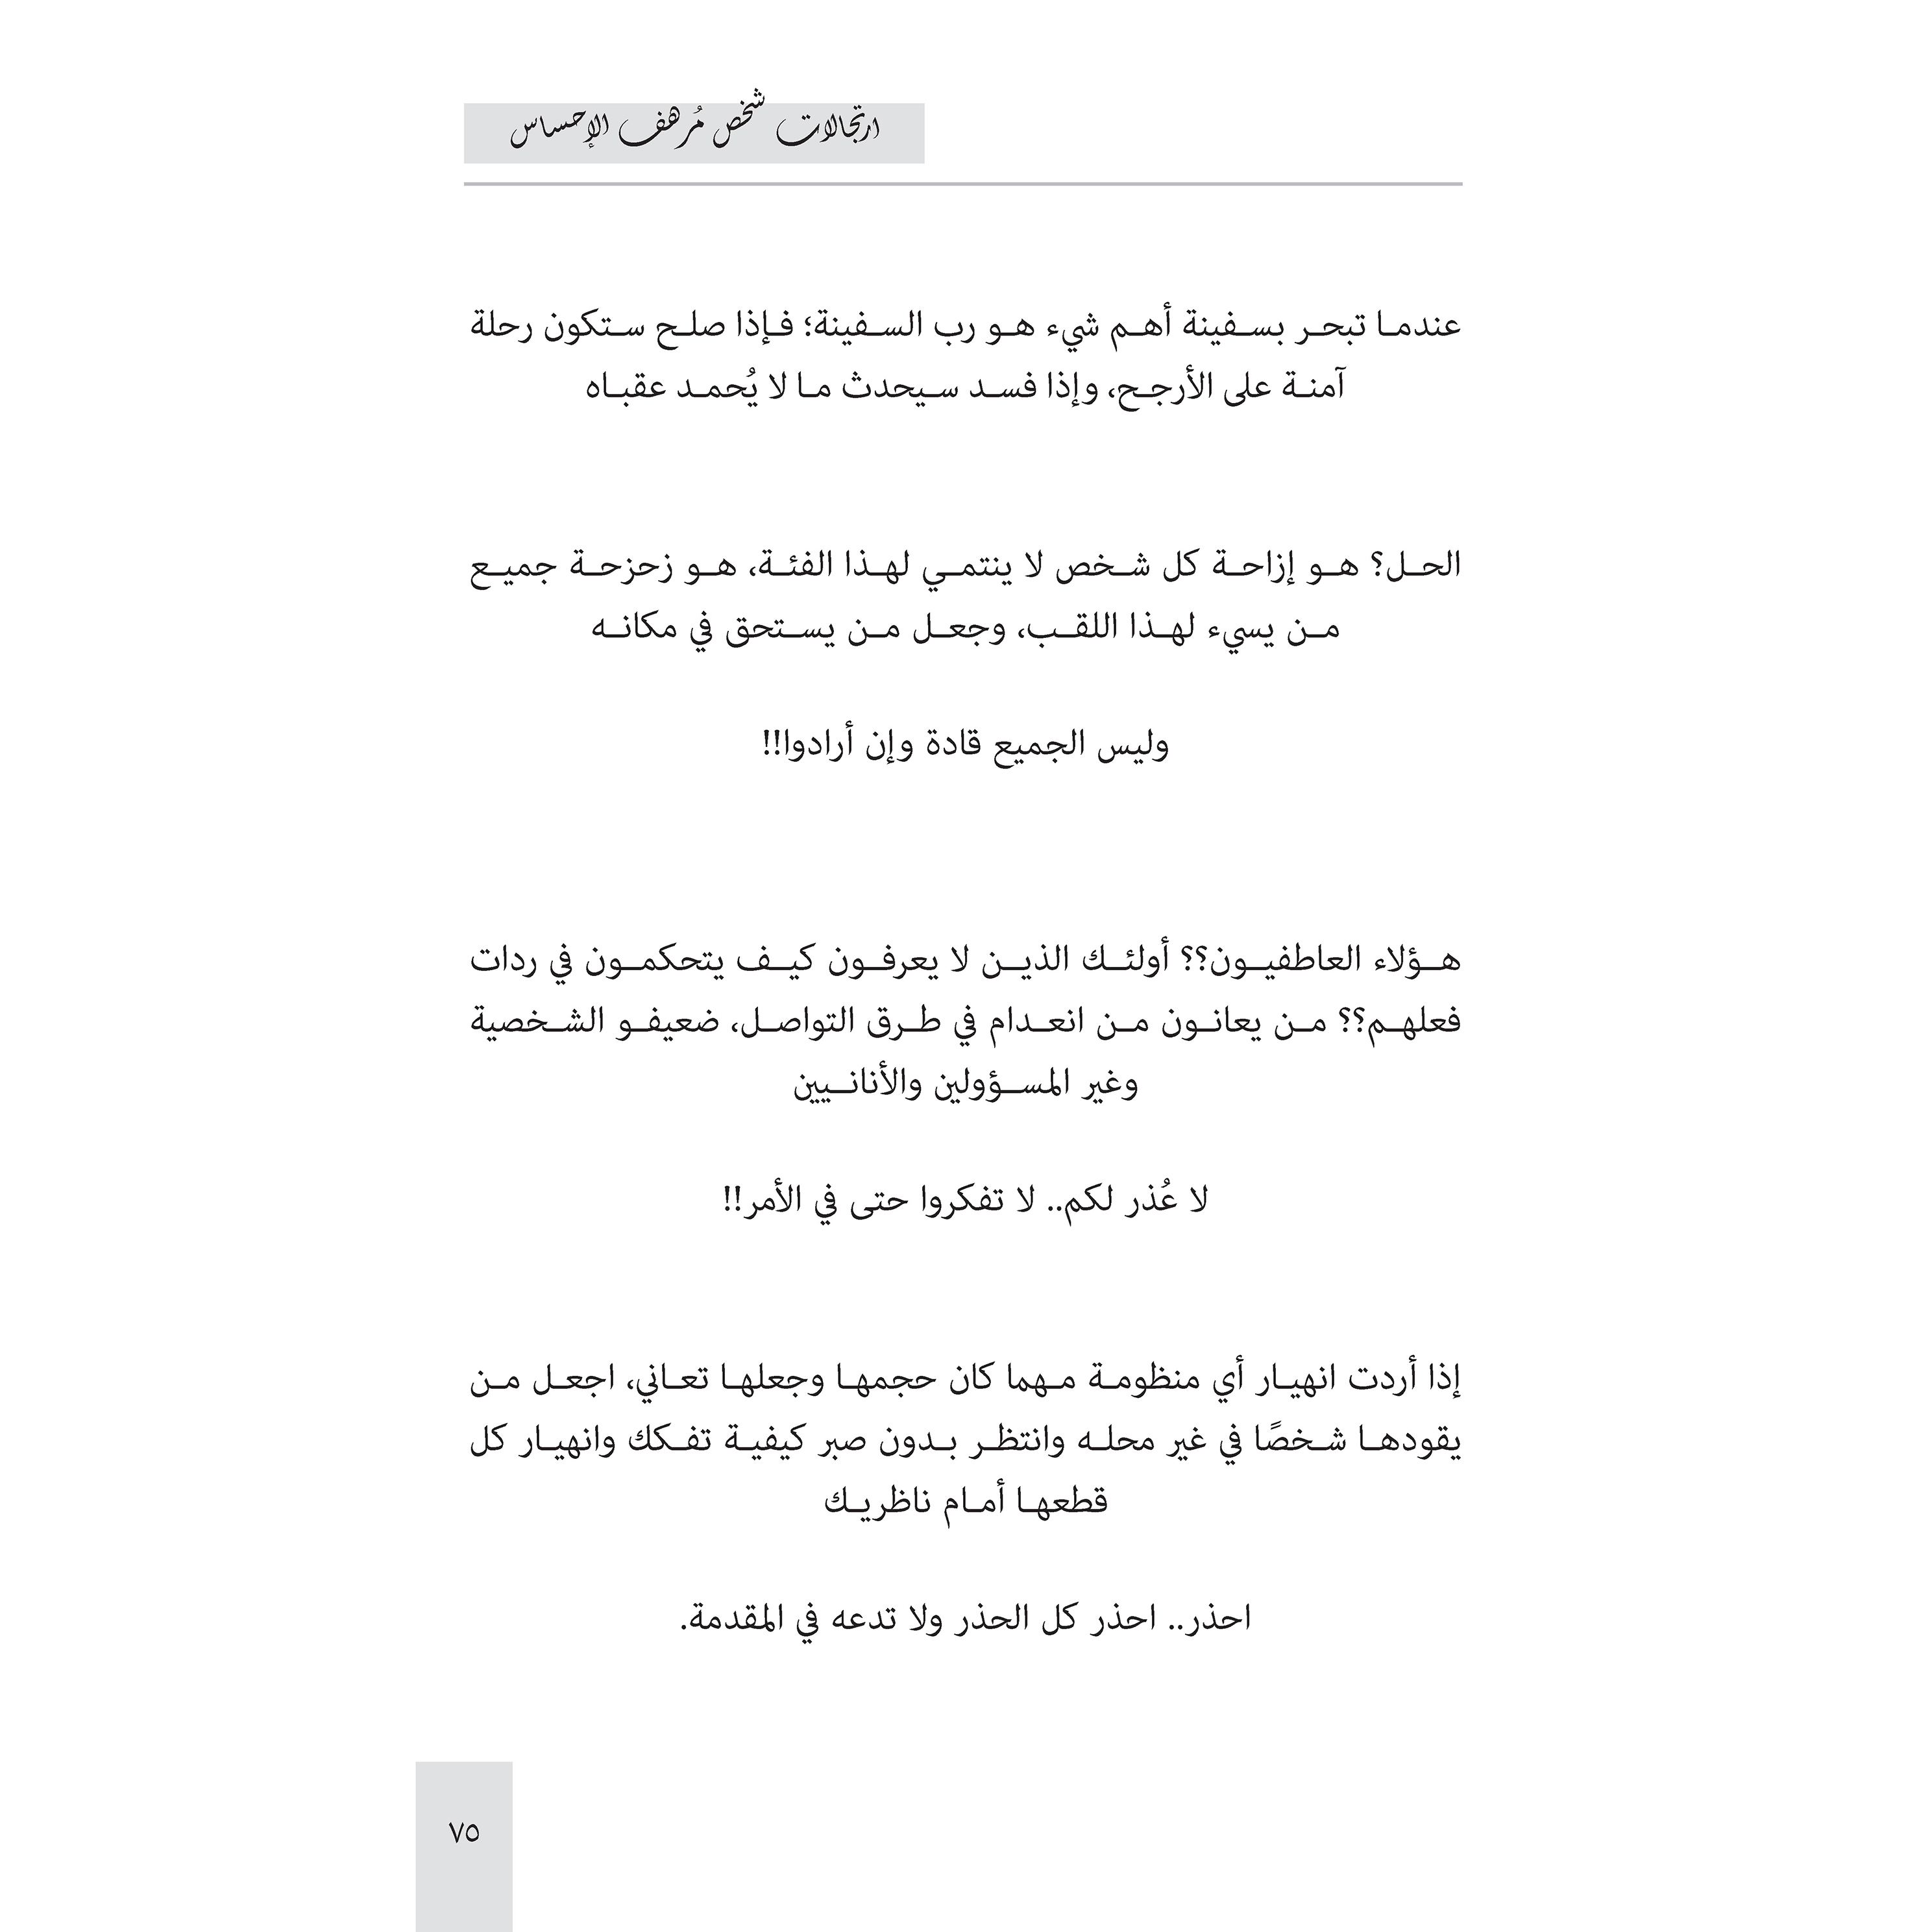 ارتجالات شخص مُرهف الإحساس
عندما تبحر بسفينة أهم شيء هو رب السفينة؛ فإذا صلح ستكون رحلة
آمنة على الأرجح، وإذا فسد سيحدث ما لا يُحمد عقباه
الحل؟ هو إزاحة كل شخص لا ينتمي لهذا الفئة، هو زحزحة جميع
من يسيء لهذا اللقب، وجعل من يستحق في مكانه
وليس الجميع قادة وإن أرادوا!!
هؤلاء العاطفيون؟؟ أولئك الذين لا يعرفون كيف يتحكمون في ردات
فعلهم؟؟ من يعانون من انعدام في طرق التواصل، ضعيفو الشخصية
وغير المسؤولين والأنانيين
لا عُذر لكم.. لا تفكروا حتى في الأمر!!
إذا أردت انهيار أي منظومة مهما كان حجمها وجعلها تعاني، اجعل من
يقودها شخصًا في غير محله وانتظر بدون صبر كيفية تفكك وانهيار كل
قطعها أمام ناظريك
احذر.. احذر كل الحذر ولا تدعه في المقدمة.
٧٥